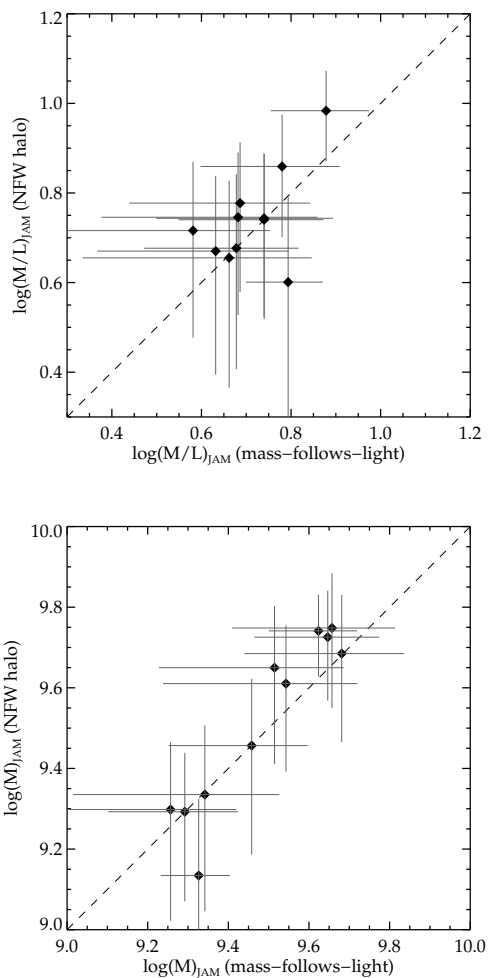 1.2
1.0
0.8
0.6
0.4
log(M/L)JAM (NFW halo)
0.4 0.6 0.8 1.0 1.2
log(M/L)JAM (mass−follows−light)
10.0
9.8
9.6
9.4
9.2
9.0
log(M)JAM (NFW halo)
9.0 9.2 9.4 9.6 9.8 10.0
log(M)JAM (mass−follows−light)